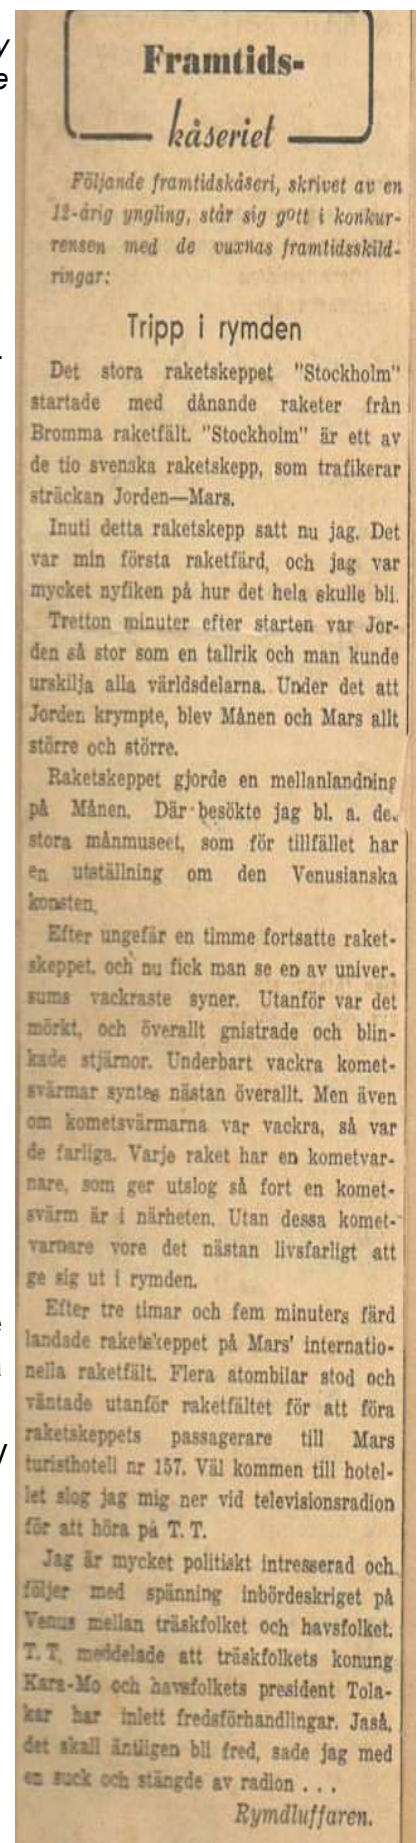 y
e
Framtids-
kåseriet
Följande framtidskåseri, skrivet av en
12-årig yngling, står sig gott i konkur-
rensen med de vuxnas framtidsskild-
ringar:
Tripp i rymden
Det stora raketskeppet "Stockholm"
startade med dånande raketer från
Bromma raketfält. "Stockholm" är ett av
de tio svenska raketskepp, som trafikerar
sträckan Jorden—Mars.
Inuti detta raketskepp satt nu jag. Det
var min första raketfärd, och jag var
mycket nyfiken på hur det hela skulle bli.
Tretton minuter efter starten var Jor-
den så stor som en tallrik och man kunde
urskilja alla världsdelarna. Under det att
Jorden krympte, blev Månen och Mars allt
större och större.
Raketskeppet gjorde en mellanlandning
på Månen. Där besökte jag bl. a. de.
stora månmuseet, som för tillfället har
en utställning om den Venusianska
konsten.
Efter ungefär en timme fortsatte raket-
skeppet, och nu fick man se en av univer-
sums vackraste syner. Utanför var det
mörkt, och överallt gnistrade och blin-
kade stjärnor. Underbart vackra komet-
svärmar syntes nästan överallt. Men även
om kometsvärmarna var vackra, så var
de farliga. Varje raket har en kometvar-
nare, som ger utslog så fort en komet-
svärm är i närheten. Utan dessa komet-
varnare vore det nästan livsfarligt att
ge sig ut i rymden.
Efter tre timar och fem minuters färd
landade raketskeppet på Mars' internatio-
nella raketfält. Flera atombilar stod och
väntade utanför raketfältet för att föra
raketskeppets passagerare till Mars
turisthotell nr 157. Väl kommen till hotel-
let slog jag mig ner vid televisionsradion
för att höra på T. T.
Jag är mycket politiskt intresserad och
följer med spänning inbördeskriget på
Venus mellan träskfolket och havsfolket.
T. T. meddelade att träskfolkets konung
Kara-Mo och havsfolkets president Tola-
kar har inlett fredsförhandlingar. Jaså,
det skall äntligen bli fred, sade jag med
en suck och stängde av radion . . .
Rymdluffaren.
y